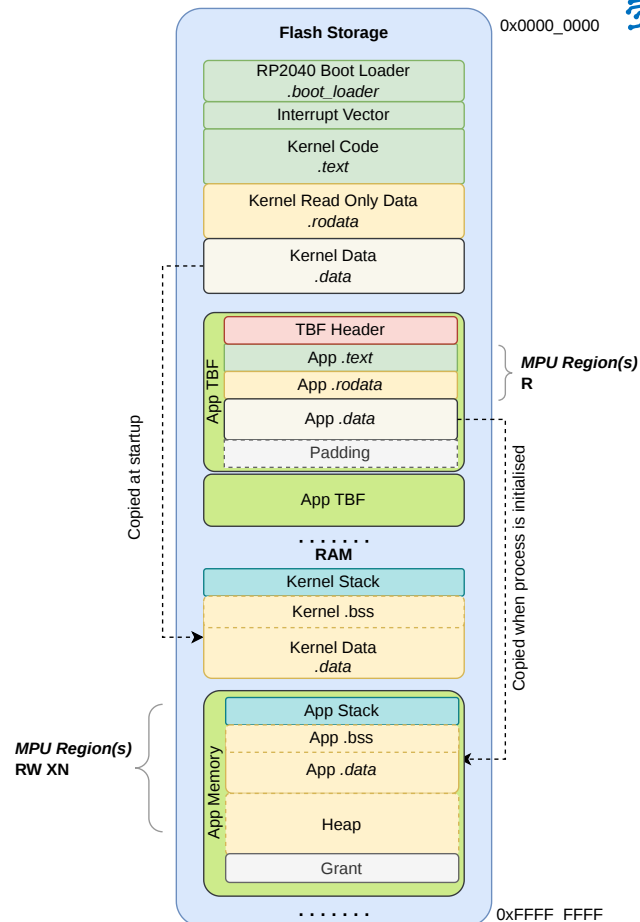 Flash Storage
0x0000_0000
RP2040 Boot Loader
.boot_loader
Interrupt Vector
Kernel Code
.text
Kernel Read Only Data
.rodata
Kernel Data
.data
App TBF
TBF Header
App .text
App .rodata
App .data
Padding
MPU Region(s)
R
App TBF
Copied at startup
Copied when process is initialised
. . . . . . .
RAM
Kernel Stack
Kernel .bss
Kernel Data
.data
App Memory
App Stack
App .bss
App .data
Heap
Grant
MPU Region(s)
RW XN
. . . . . . .
0xFFFF_FFFF